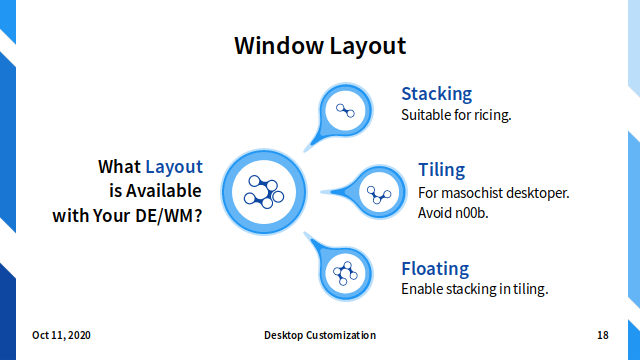 Window Layout
What Layout
is Available
with Your DE/WM?
Stacking
Suitable for ricing.
Tiling
For masochist desktoper.
Avoid n00b.
Floating
Enable stacking in tiling.
Oct 11, 2020
Desktop Customization
18